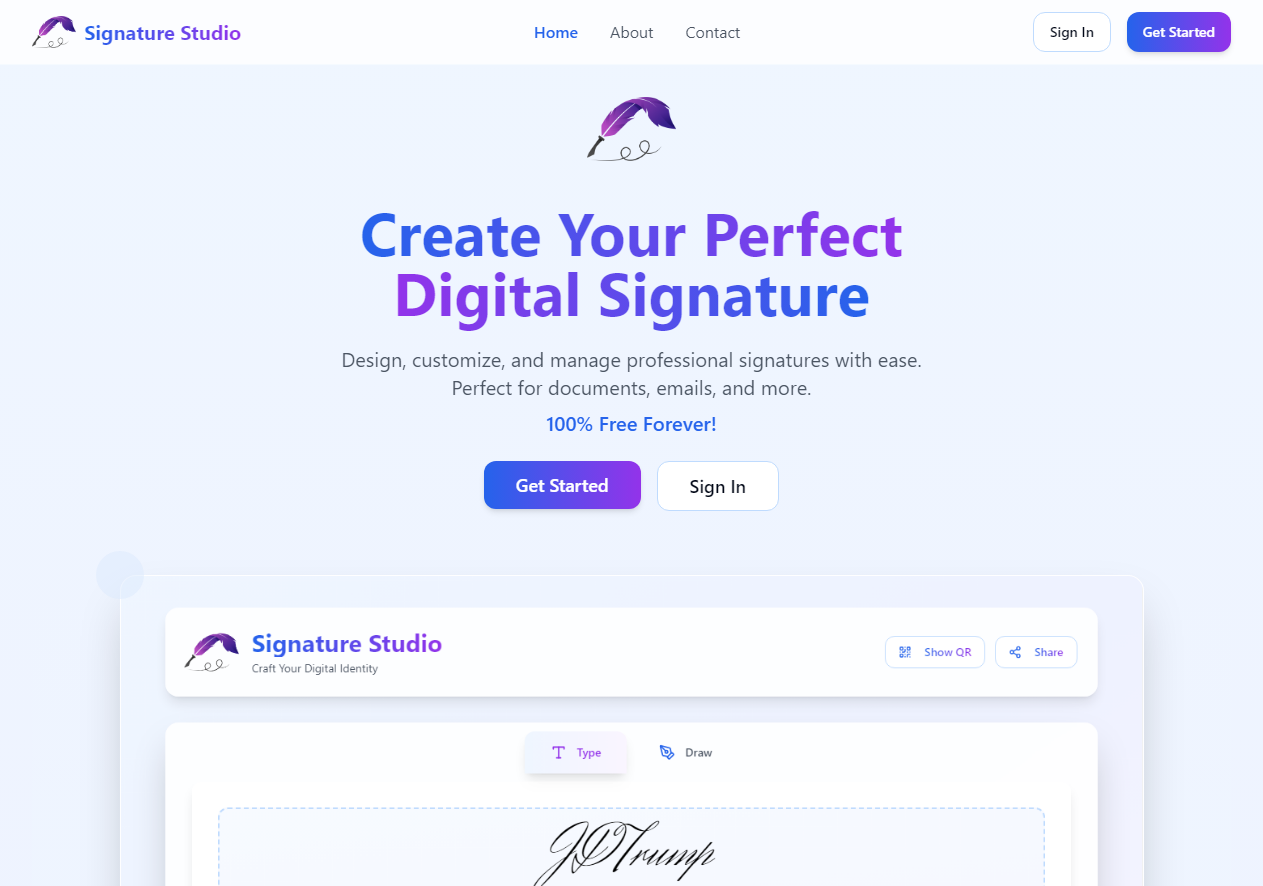 Signature Studio
Home
About
Contact
Sign In
Get Started
Create Your Perfect
Digital Signature
Design, customize, and manage professional signatures with ease.
Perfect for documents, emails, and more.
100% Free Forever!
Get Started
Sign In
Signature Studio
Craft Your Digital Identity
Show QR
Share
Type
Draw
JDTrump